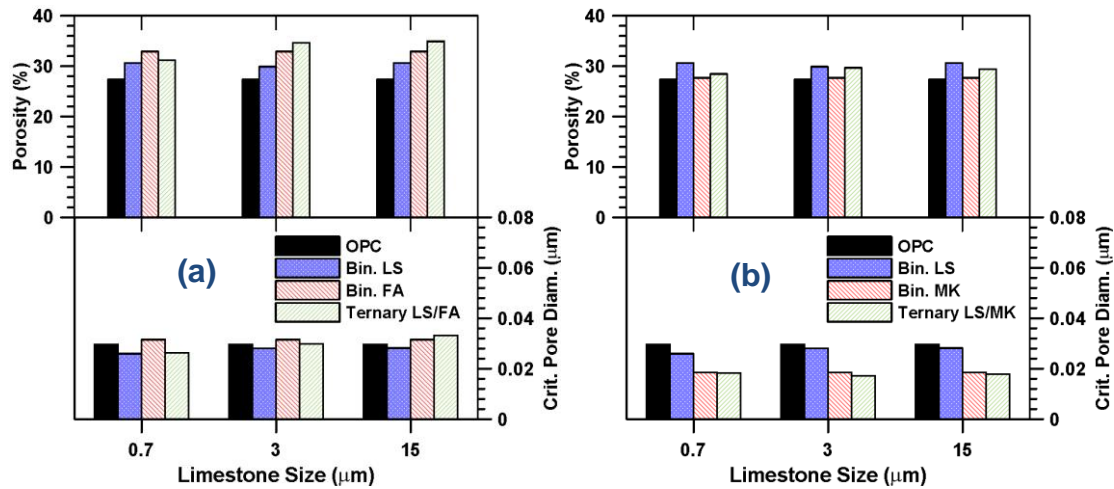 40
30
20
10
0
Porosity (%)
0.08
0.06
0.04
0.02
0
Crit. Pore Diam. (μm)
(a)
OPC
Bin. LS
Bin. FA
Ternary LS/FA
0.7
3
15
Limestone Size (μm)
40
30
20
10
0
Porosity (%)
0.08
0.06
0.04
0.02
0
Crit. Pore Diam. (μm)
(b)
OPC
Bin. LS
Bin. MK
Ternary LS/MK
0.7
3
15
Limestone Size (μm)